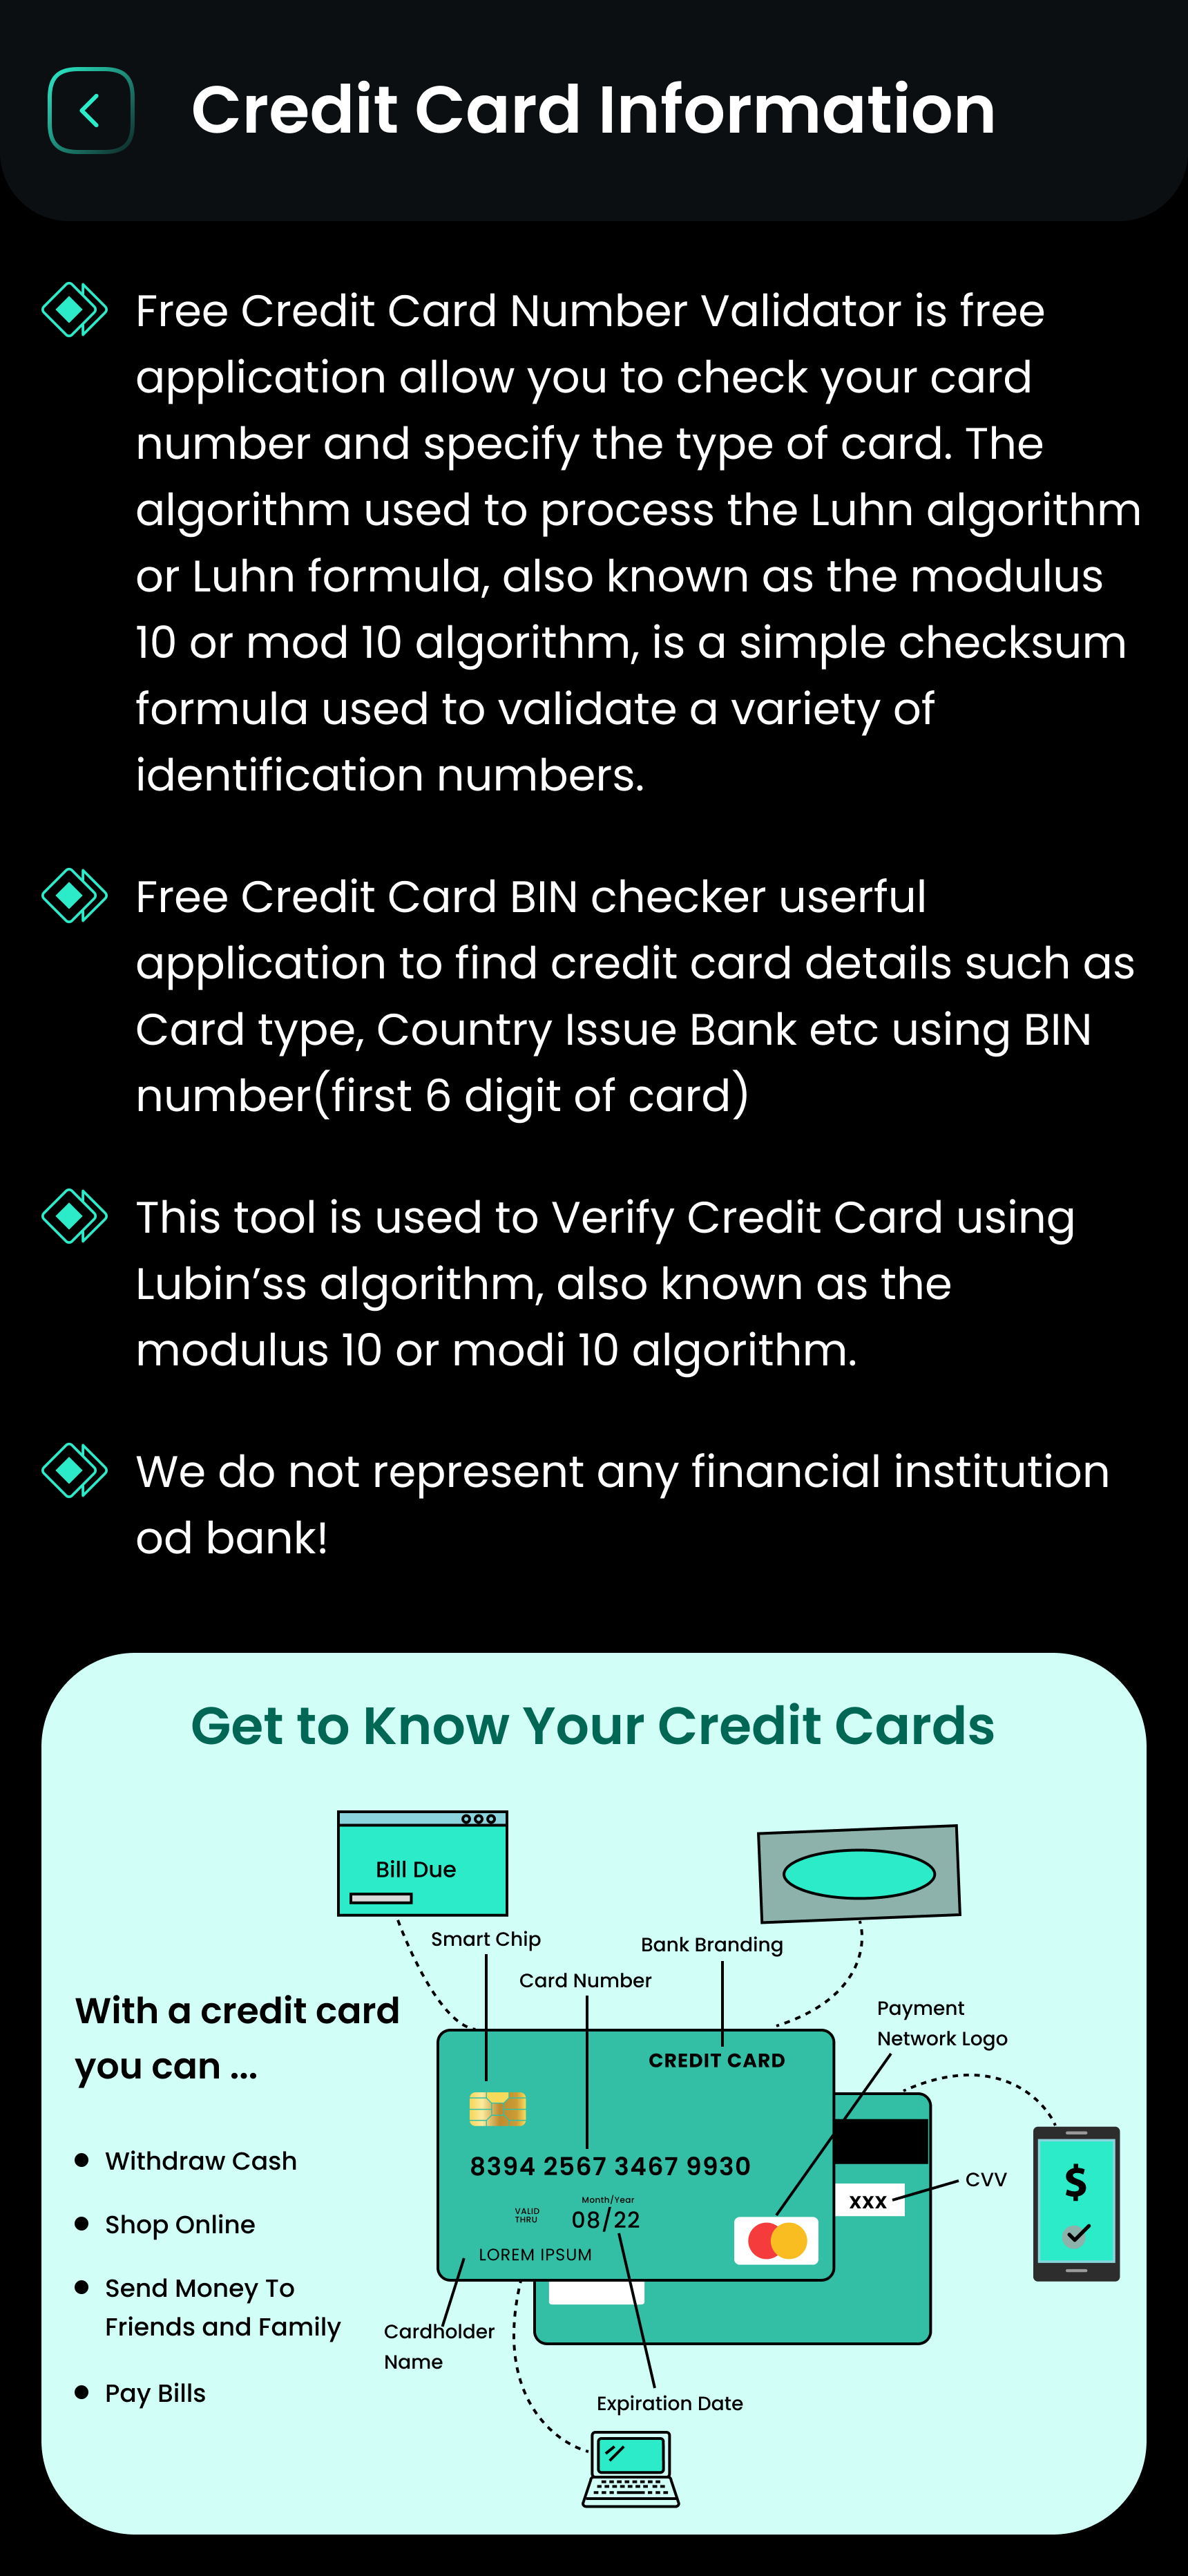 Credit Card Information
Free Credit Card Number Validator is free
application allow you to check your card
number and specify the type of card. The
algorithm used to process the Luhn algorithm
or Luhn formula, also known as the modulus
10 or mod 10 algorithm, is a simple checksum
formula used to validate a variety of
identification numbers.
Free Credit Card BIN checker userful
application to find credit card details such as
Card type, Country Issue Bank etc using BIN
number(first 6 digit of card)
This tool is used to Verify Credit Card using
Lubin’ss algorithm, also known as the
modulus 10 or modi 10 algorithm.
We do not represent any financial institution
od bank!
Get to Know Your Credit Cards
Bill Due
Smart Chip
Bank Branding
Card Number
With a credit card
you can ...
Payment
Network Logo
CREDIT CARD
Withdraw Cash
8394 2567 3467 9930
CVV
XXX
$
Shop Online
VALID
THRU
Month/Year
08/22
LOREM IPSUM
Send Money To
Friends and Family
Cardholder
Name
Pay Bills
Expiration Date